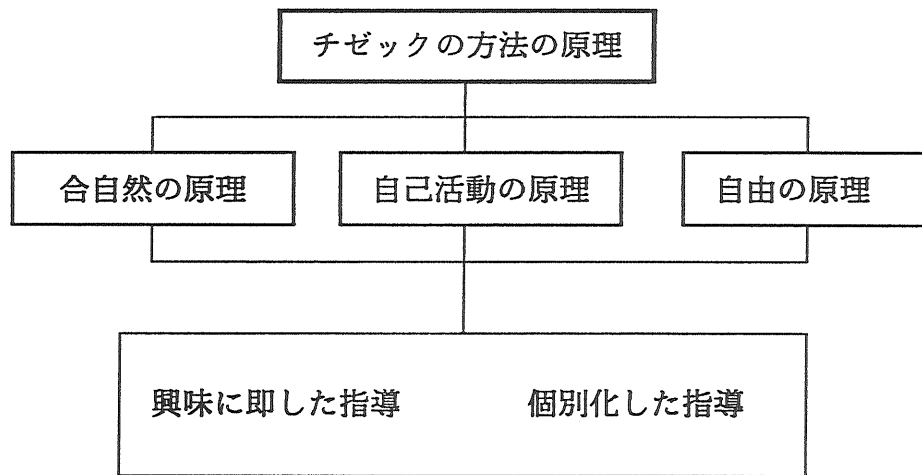 チゼックの方法の原理
合自然の原理
自己活動の原理
自由の原理
興味に即した指導
個別化した指導